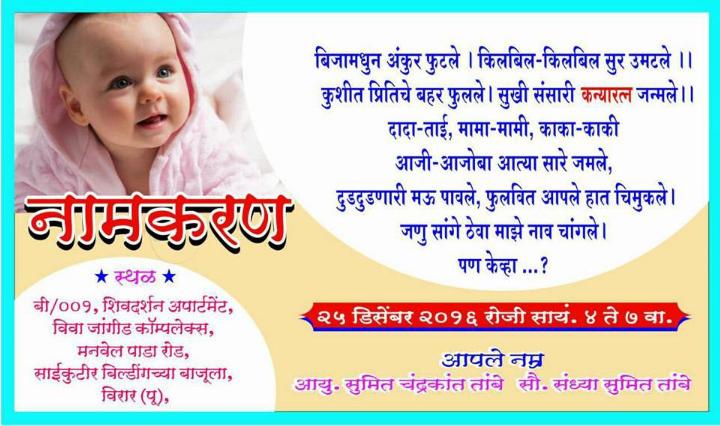 बिजामधुन अंकुर फुटले । किलबिल-किलबिल सुर उमटले ।।
कुशीत प्रितिचे बहर फुलले। सुखी संसारी कन्यारत्न जन्मले।।
दादा-ताई, मामा-मामी, काका-काकी
आजी-आजोबा आत्या सारे जमले,
दुडदुडणारी मऊ पावले, फुलवित आपले हात चिमुकले।
जणु सांगे ठेवा माझे नाव चांगले।
पण केव्हा ...?
नामकरण
★ स्थळ ★
बी/००१, शिवदर्शन अपार्टमेंट,
विवा जांगीड कॉम्पलेक्स,
मनवेल पाडा रोड,
साईकुटीर बिल्डींगच्या बाजूला,
विरार (पू),
२५ डिसेंबर २०१६ रोजी सायं. ४ ते ७ वा.
आपले नम्र
आयु. सुमित चंद्रकांत तांबे सौ. संध्या सुमित तांबे